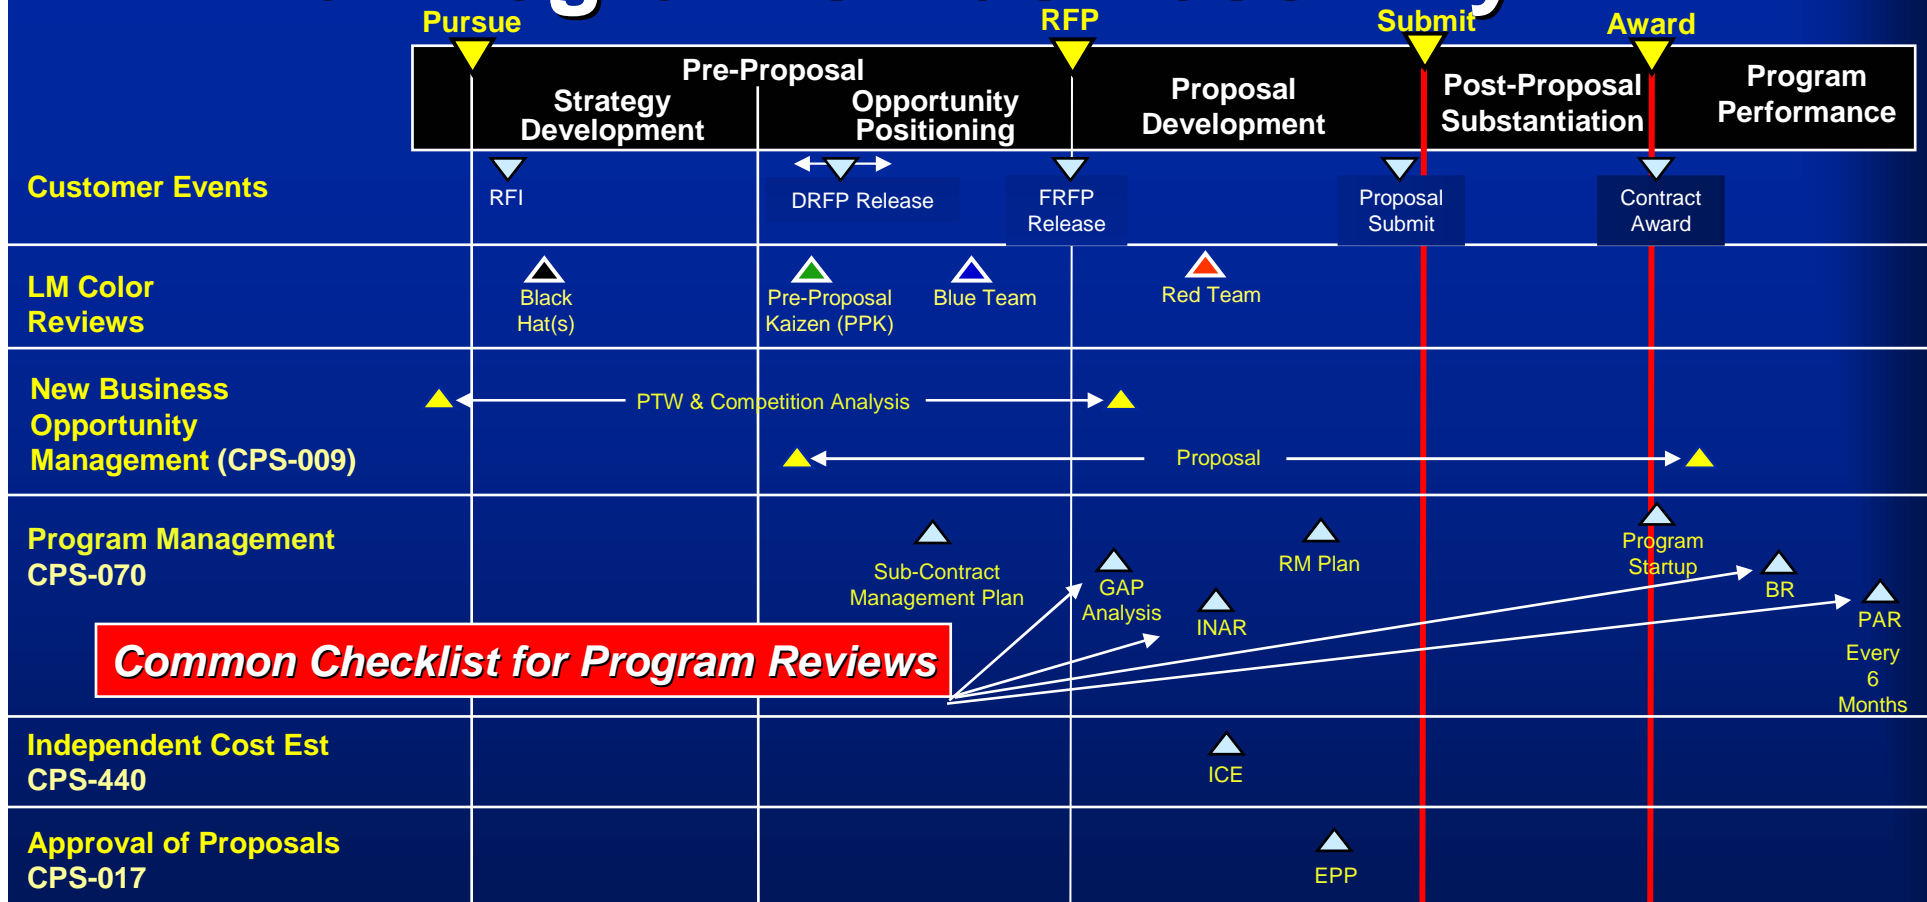 Pursue
RFP
Submit
Award
Pre-Proposal
Strategy
Development
Opportunity
Positioning
Proposal
Development
Post-Proposal
Substantiation
Program
Performance
Customer Events
RFI
DRFP Release
FRFP
Release
Proposal
Submit
Contract
Award
LM Color
Reviews
Black
Hat(s)
Pre-Proposal
Kaizen (PPK)
Blue Team
Red Team
New Business
Opportunity
Management (CPS-009)
PTW & Competition Analysis
Proposal
Program Management
CPS-070
Sub-Contract
Management Plan
GAP
Analysis
INAR
RM Plan
Program
Startup
BR
PAR
Every
6
Months
Common Checklist for Program Reviews
Independent Cost Est
CPS-440
ICE
Approval of Proposals
CPS-017
EPP